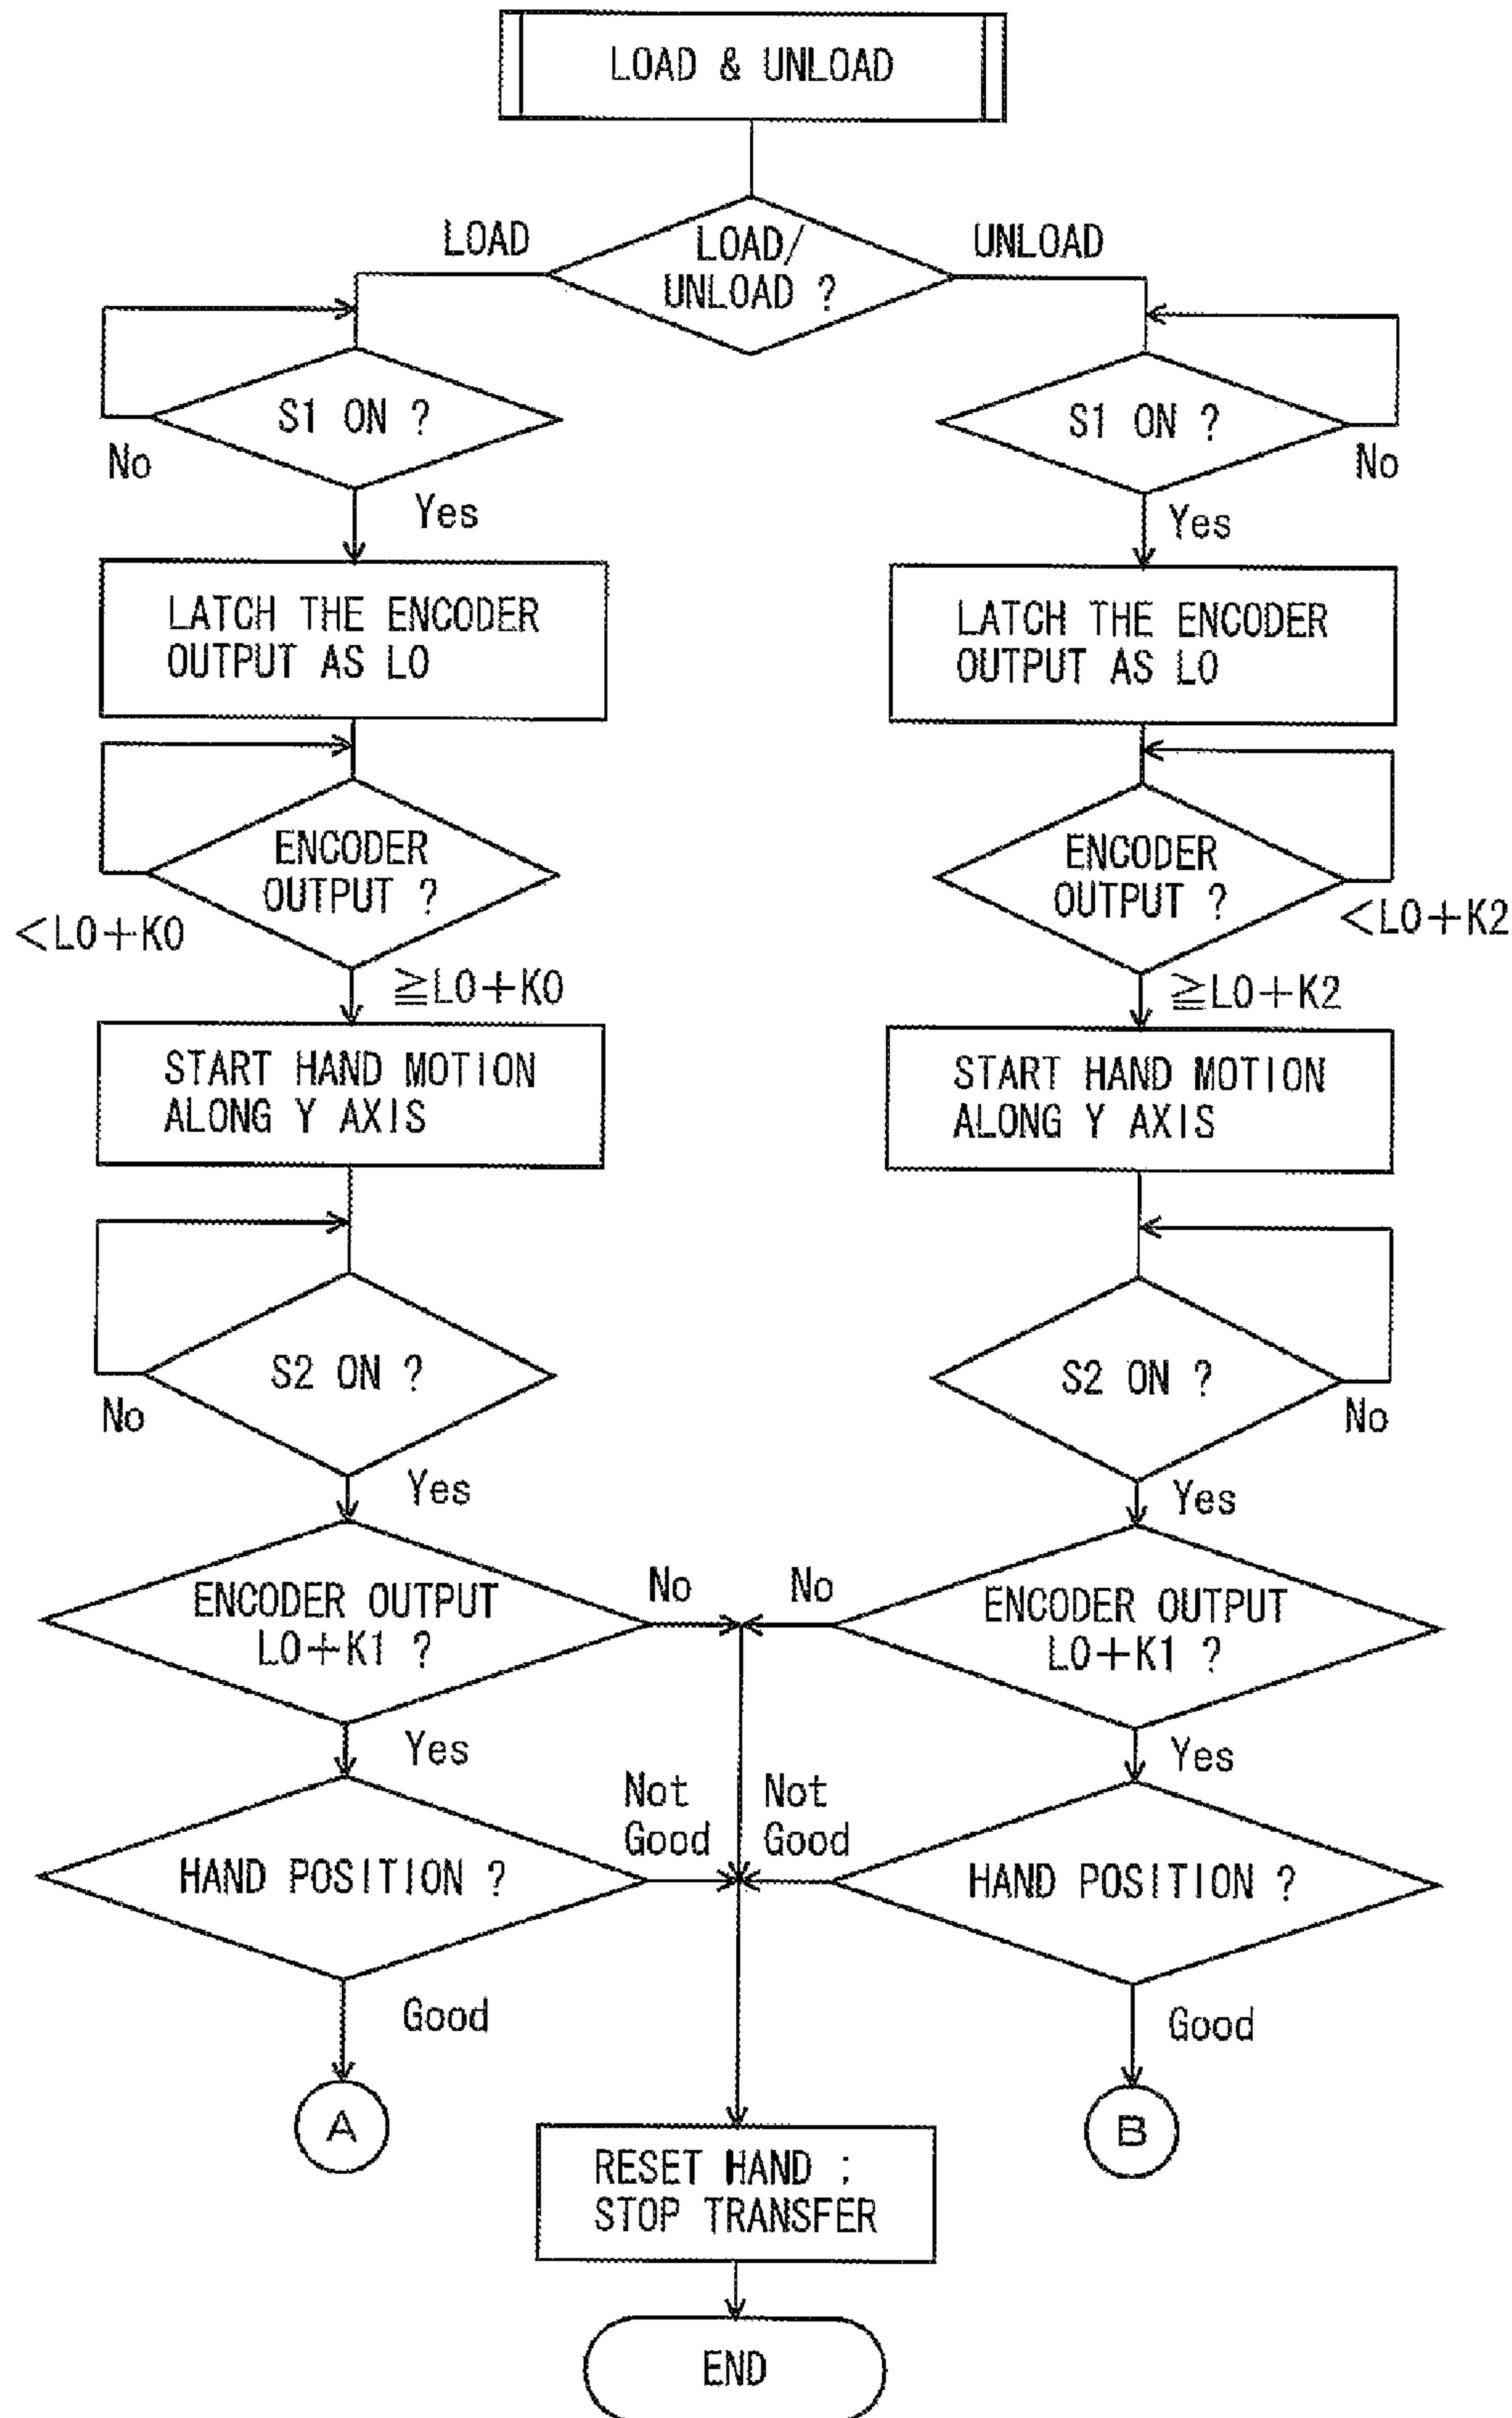 LOAD & UNLOAD
LOAD
LOAD/
UNLOAD ?
UNLOAD
S1 ON ?
No
Yes
LATCH THE ENCODER
OUTPUT AS L0
ENCODER
OUTPUT ?
<L0+K0
≧L0+K0
START HAND MOTION
ALONG Y AXIS
S2 ON ?
No
Yes
ENCODER OUTPUT
L0+K1 ?
No
Yes
HAND POSITION ?
Not
Good
Good
A
S1 ON ?
No
Yes
LATCH THE ENCODER
OUTPUT AS L0
ENCODER
OUTPUT ?
<L0+K2
≧L0+K2
START HAND MOTION
ALONG Y AXIS
S2 ON ?
No
Yes
No
ENCODER OUTPUT
L0+K1 ?
Yes
Not
Good
HAND POSITION ?
Good
B
RESET HAND :
STOP TRANSFER
END